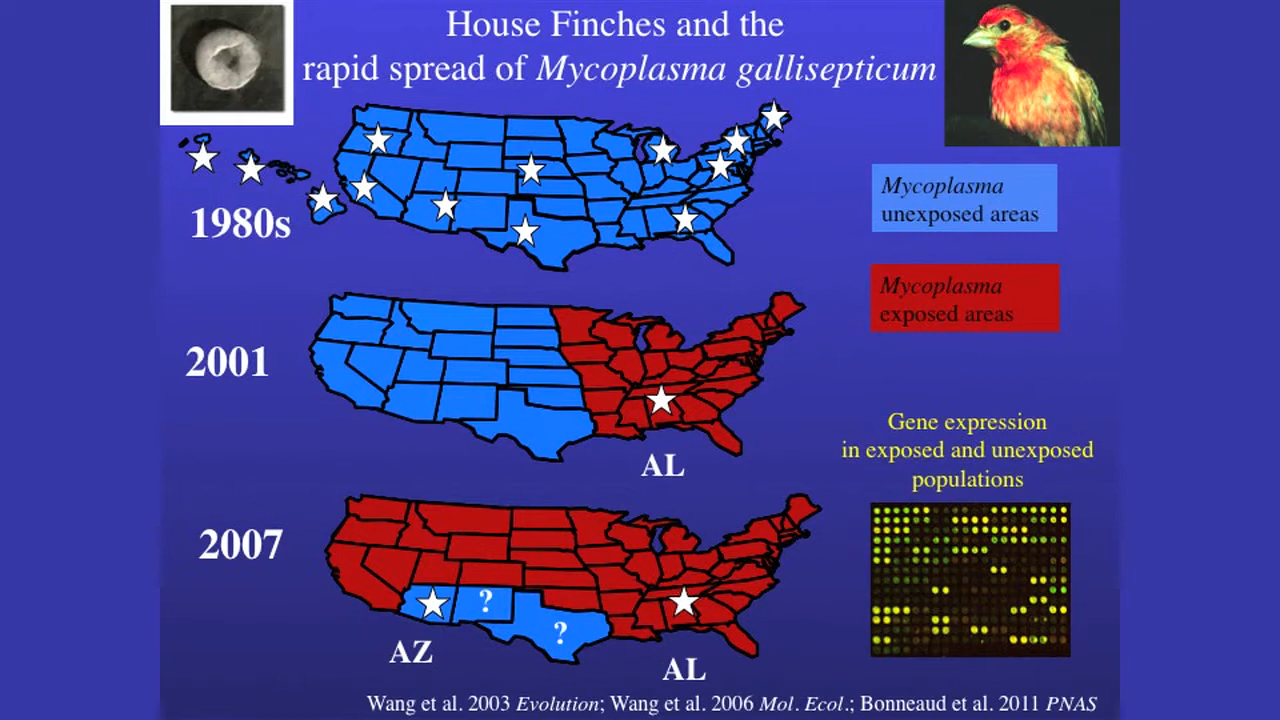 House Finches and the
rapid spread of Mycoplasma gallisepticum
1980s
Mycoplasma
unexposed areas
Mycoplasma
exposed areas
2001
AL
Gene expression
in exposed and unexposed
populations
2007
?
?
AZ
AL
Wang et al. 2003 Evolution; Wang et al. 2006 Mol. Ecol.; Bonneaud et al. 2011 PNAS